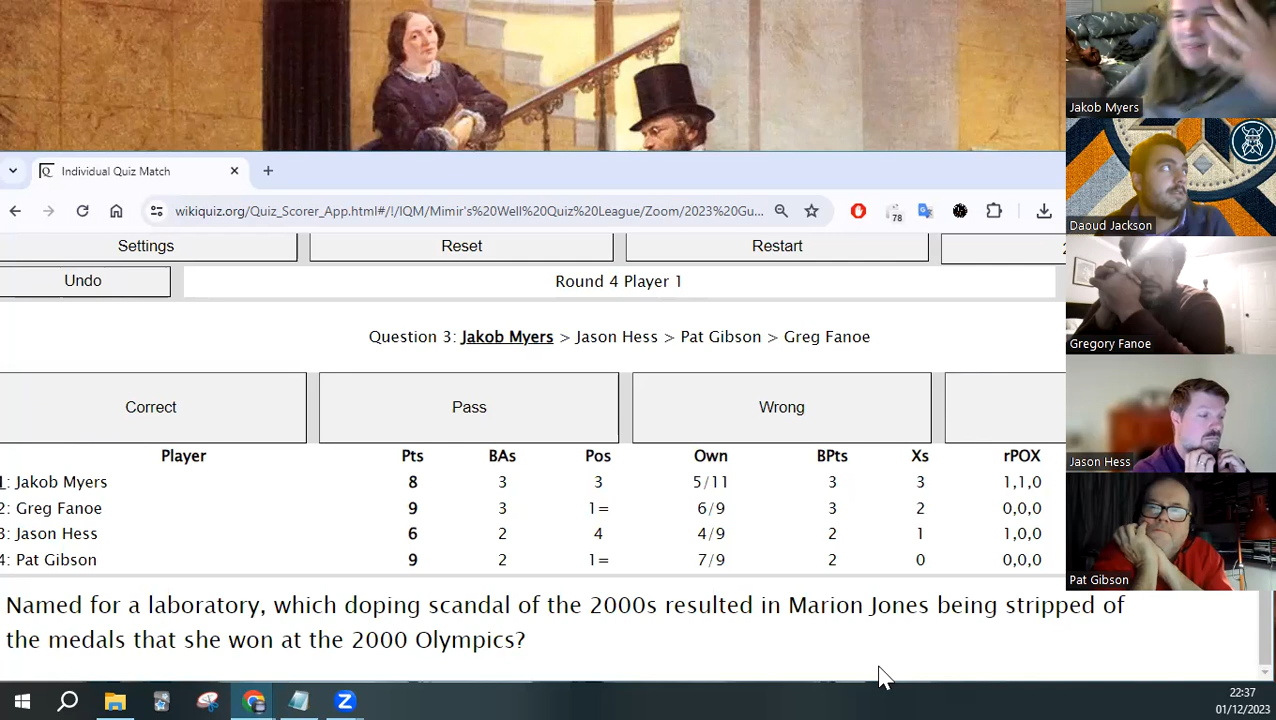 Jakob Myers
Individual Quiz Match
wikiquiz.org/Quiz_Scorer_App.html#/!/IQM/Mimir's%20Well%20Quiz%20League/Zoom/2023%20Gu...
78
Daoud Jackson
Settings Reset Restart
Undo Round 4 Player 1
Question 3: Jakob Myers > Jason Hess > Pat Gibson > Greg Fanoe
Gregory Fanoe
Correct Pass Wrong
Player Pts BAs Pos Own BPts Xs rPOX
Jason Hess
1: Jakob Myers 8 3 3 5/11 3 3 1,1,0
2: Greg Fanoe 9 3 1= 6/9 3 2 0,0,0
3: Jason Hess 6 2 4 4/9 2 1 1,0,0
4: Pat Gibson 9 2 1= 7/9 2 0 0,0,0
Pat Gibson
Named for a laboratory, which doping scandal of the 2000s resulted in Marion Jones being stripped of
the medals that she won at the 2000 Olympics?
22:37
01/12/2023